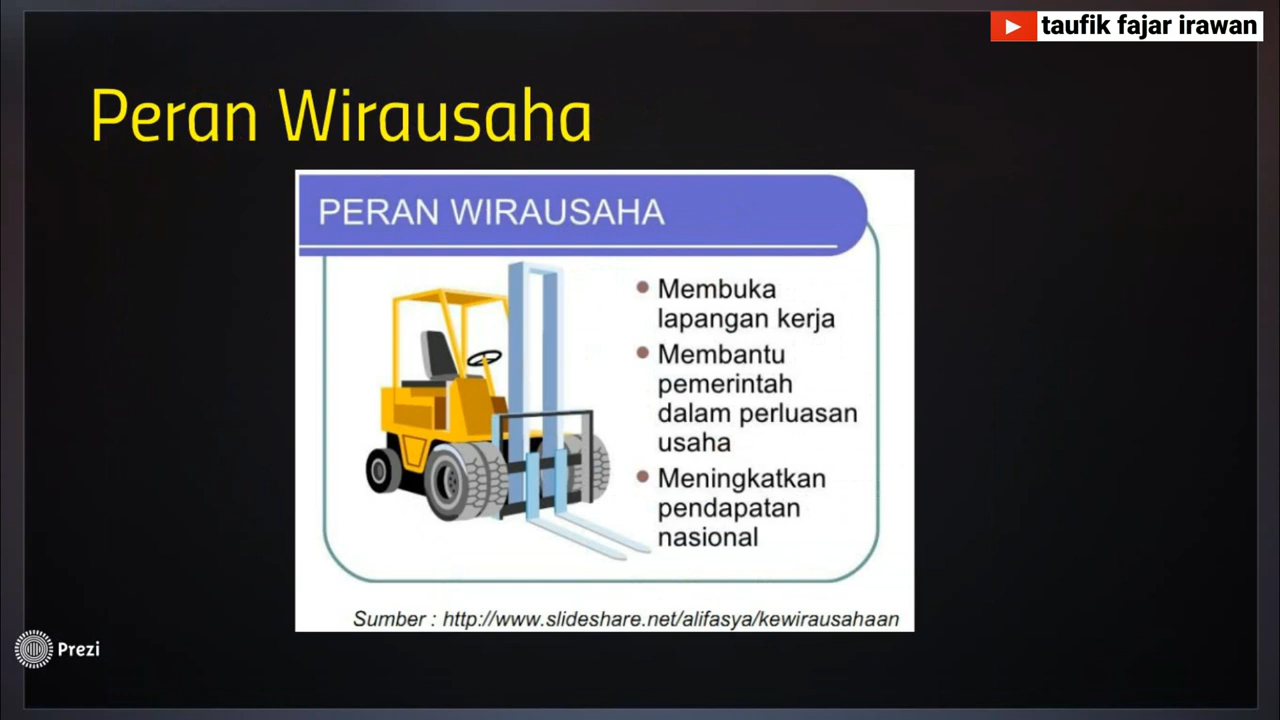 taufik fajar irawan
Peran Wirausaha
PERAN WIRAUSAHA
Membuka
lapangan kerja
Membantu
pemerintah
dalam perluasan
usaha
Meningkatkan
pendapatan
nasional
Sumber : http://www.slideshare.net/alifasya/kewirausahaan
Prezi